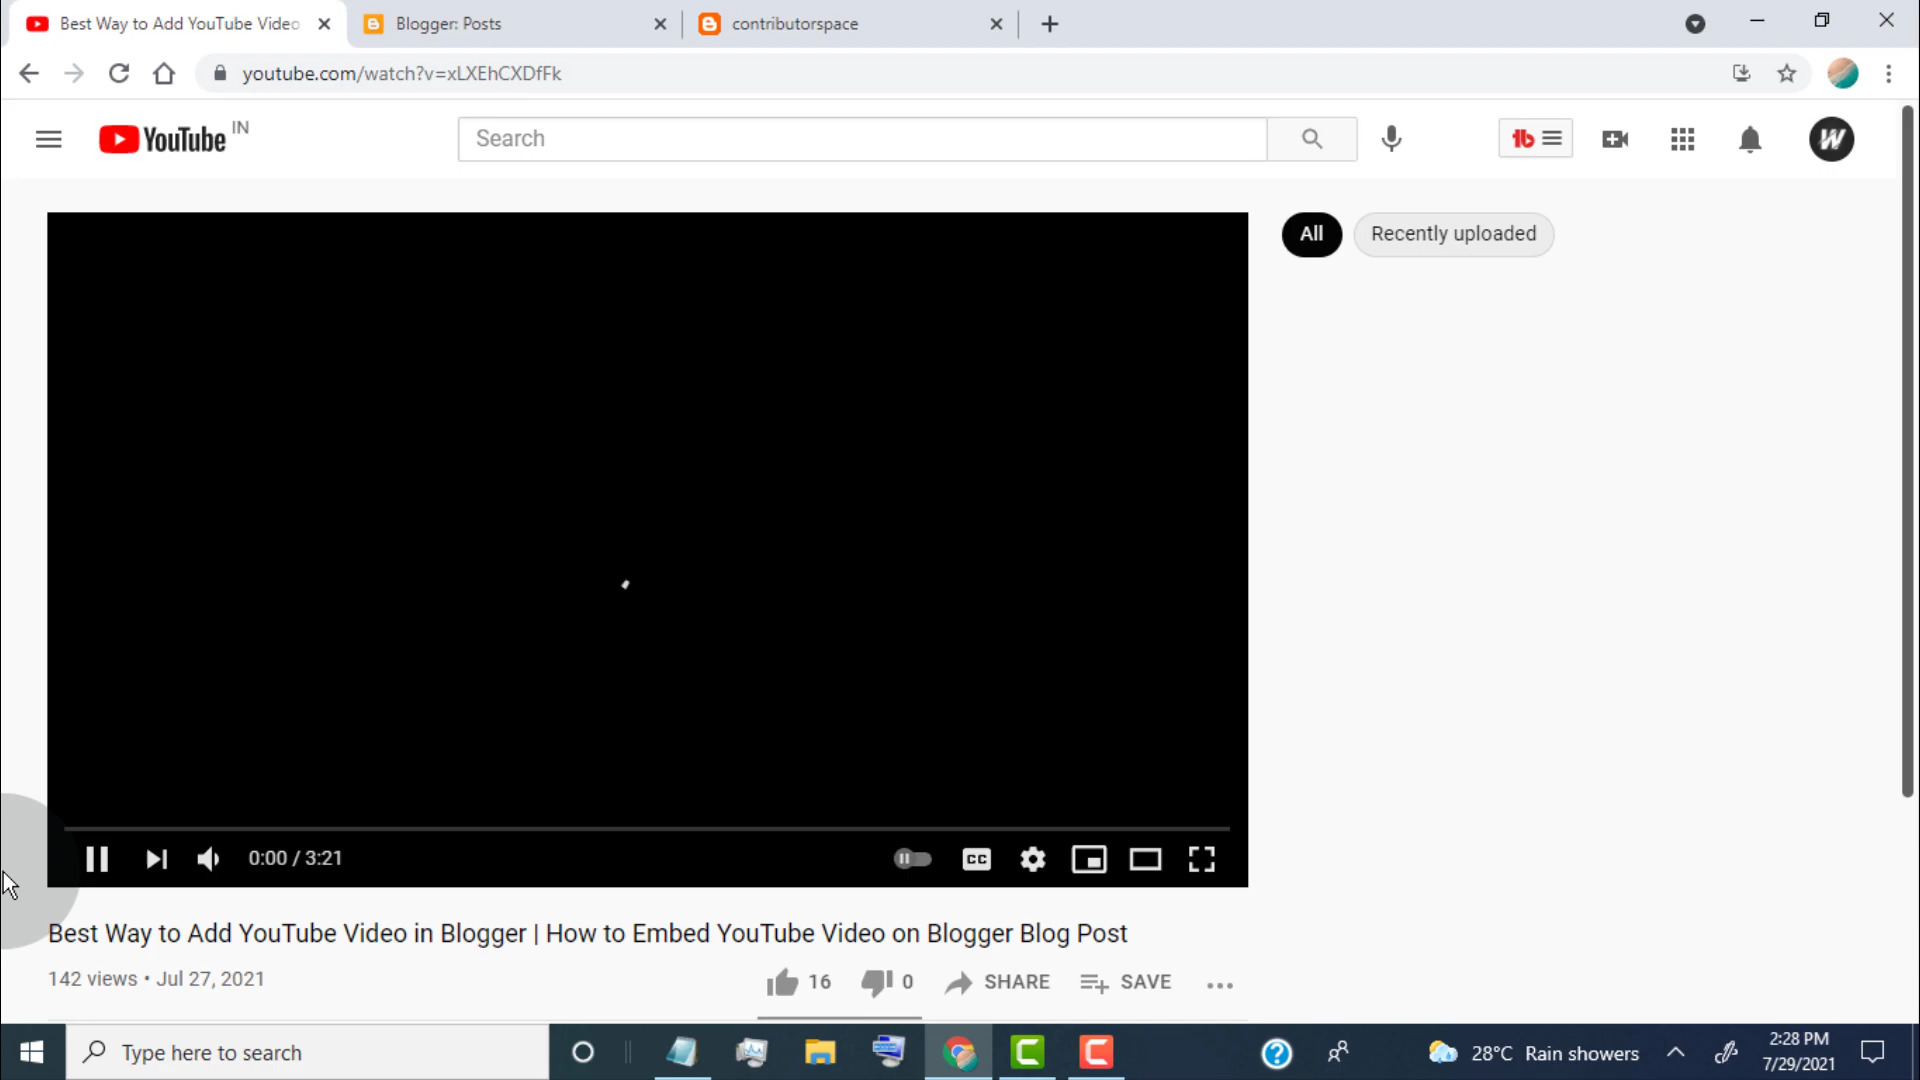 Best Way to Add YouTube Video
Blogger: Posts
contributorspace
youtube.com/watch?v=xLXEhCXDfFk
YouTube IN
Search
tb
W
All
Recently uploaded
0:00 / 3:21
CC
Best Way to Add YouTube Video in Blogger | How to Embed YouTube Video on Blogger Blog Post
142 views • Jul 27, 2021
16
0
SHARE
SAVE
Type here to search
28°C Rain showers
2:28 PM
7/29/2021